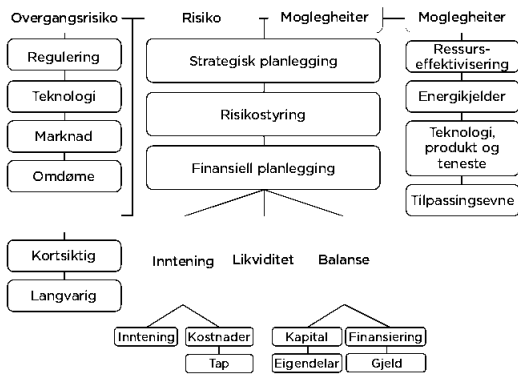 Overgangsrisiko
Regulering
Teknologi
Marknad
Omdøme
Kortsiktig
Langvarig
Risiko
Moglegheiter
Strategisk planlegging
Risikostyring
Finansiell planlegging
Inntening
Likviditet
Balanse
Inntening
Kostnader
Tap
Kapital
Finansiering
Eigendelar
Gjeld
Moglegheiter
Ressurs-
effektivisering
Energikjelder
Teknologi,
produkt og
teneste
Tilpassingsevne